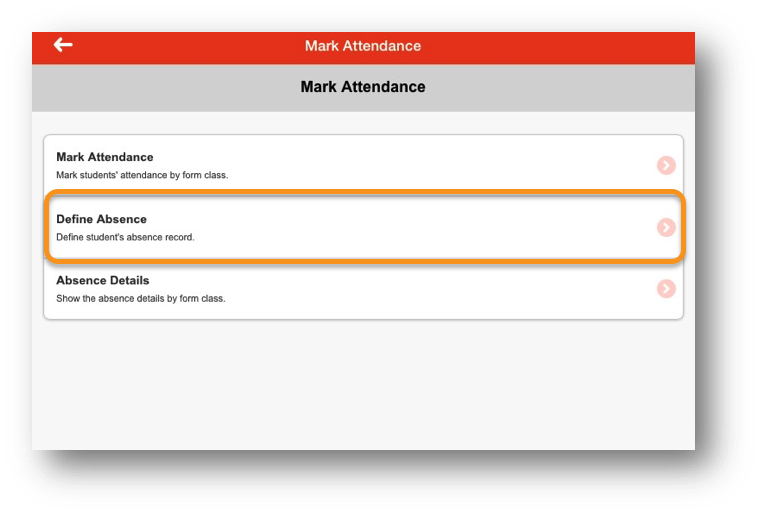 Mark Attendance
Mark Attendance
Mark Attendance
Mark students' attendance by form class.
Define Absence
Define student's absence record.
Absence Details
Show the absence details by form class.